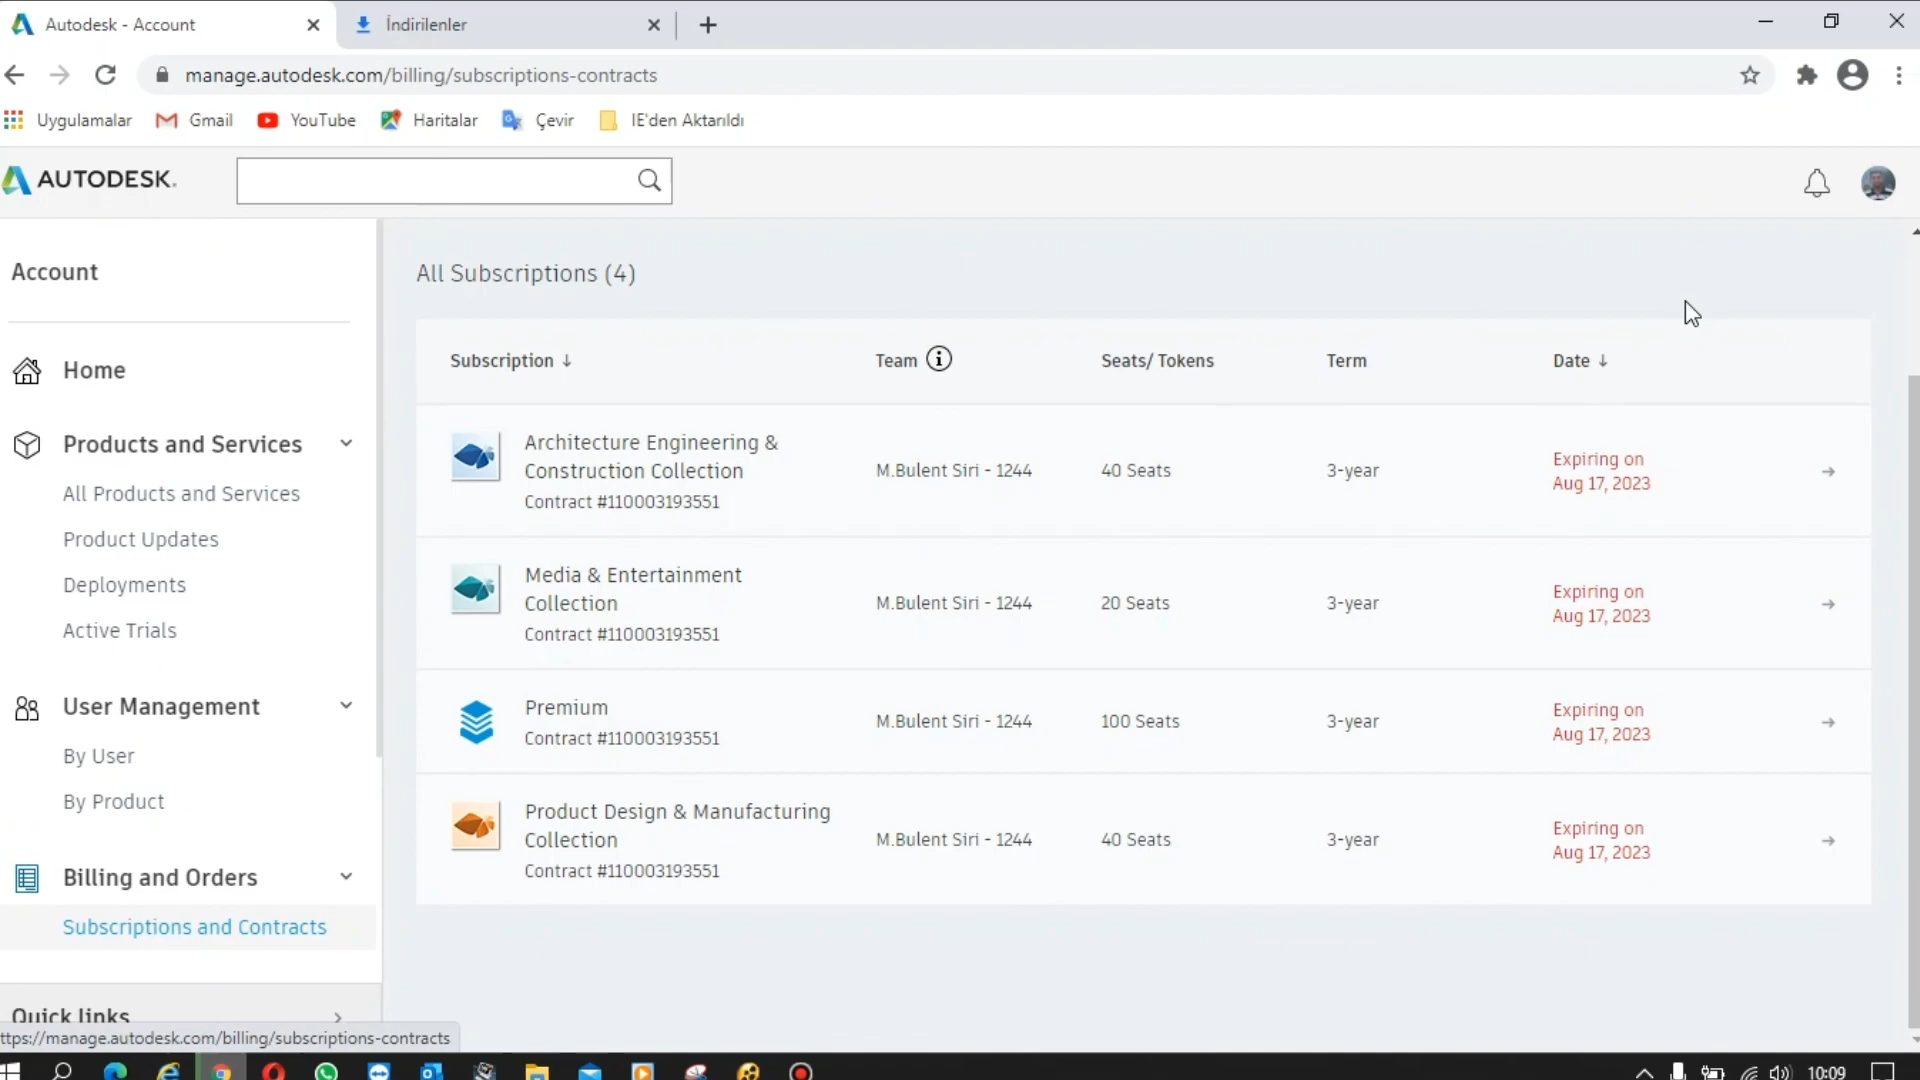 Autodesk - Account
İndirilenler
manage.autodesk.com/billing/subscriptions-contracts
Uygulamalar
Gmail
YouTube
Haritalar
Çevir
IE'den Aktarıldı
AUTODESK.
Account
Home
Products and Services
All Products and Services
Product Updates
Deployments
Active Trials
User Management
By User
By Product
Billing and Orders
Subscriptions and Contracts
Quick links
ttps://manage.autodesk.com/billing/subscriptions-contracts
All Subscriptions (4)
Subscription ↓ Team Seats/ Tokens Term Date ↓
Architecture Engineering &
Construction Collection
Contract #110003193551
M.Bulent Siri - 1244
40 Seats
3-year
Expiring on
Aug 17, 2023
Media & Entertainment
Collection
Contract #110003193551
M.Bulent Siri - 1244
20 Seats
3-year
Expiring on
Aug 17, 2023
Premium
Contract #110003193551
M.Bulent Siri - 1244
100 Seats
3-year
Expiring on
Aug 17, 2023
Product Design & Manufacturing
Collection
Contract #110003193551
M.Bulent Siri - 1244
40 Seats
3-year
Expiring on
Aug 17, 2023
10:09